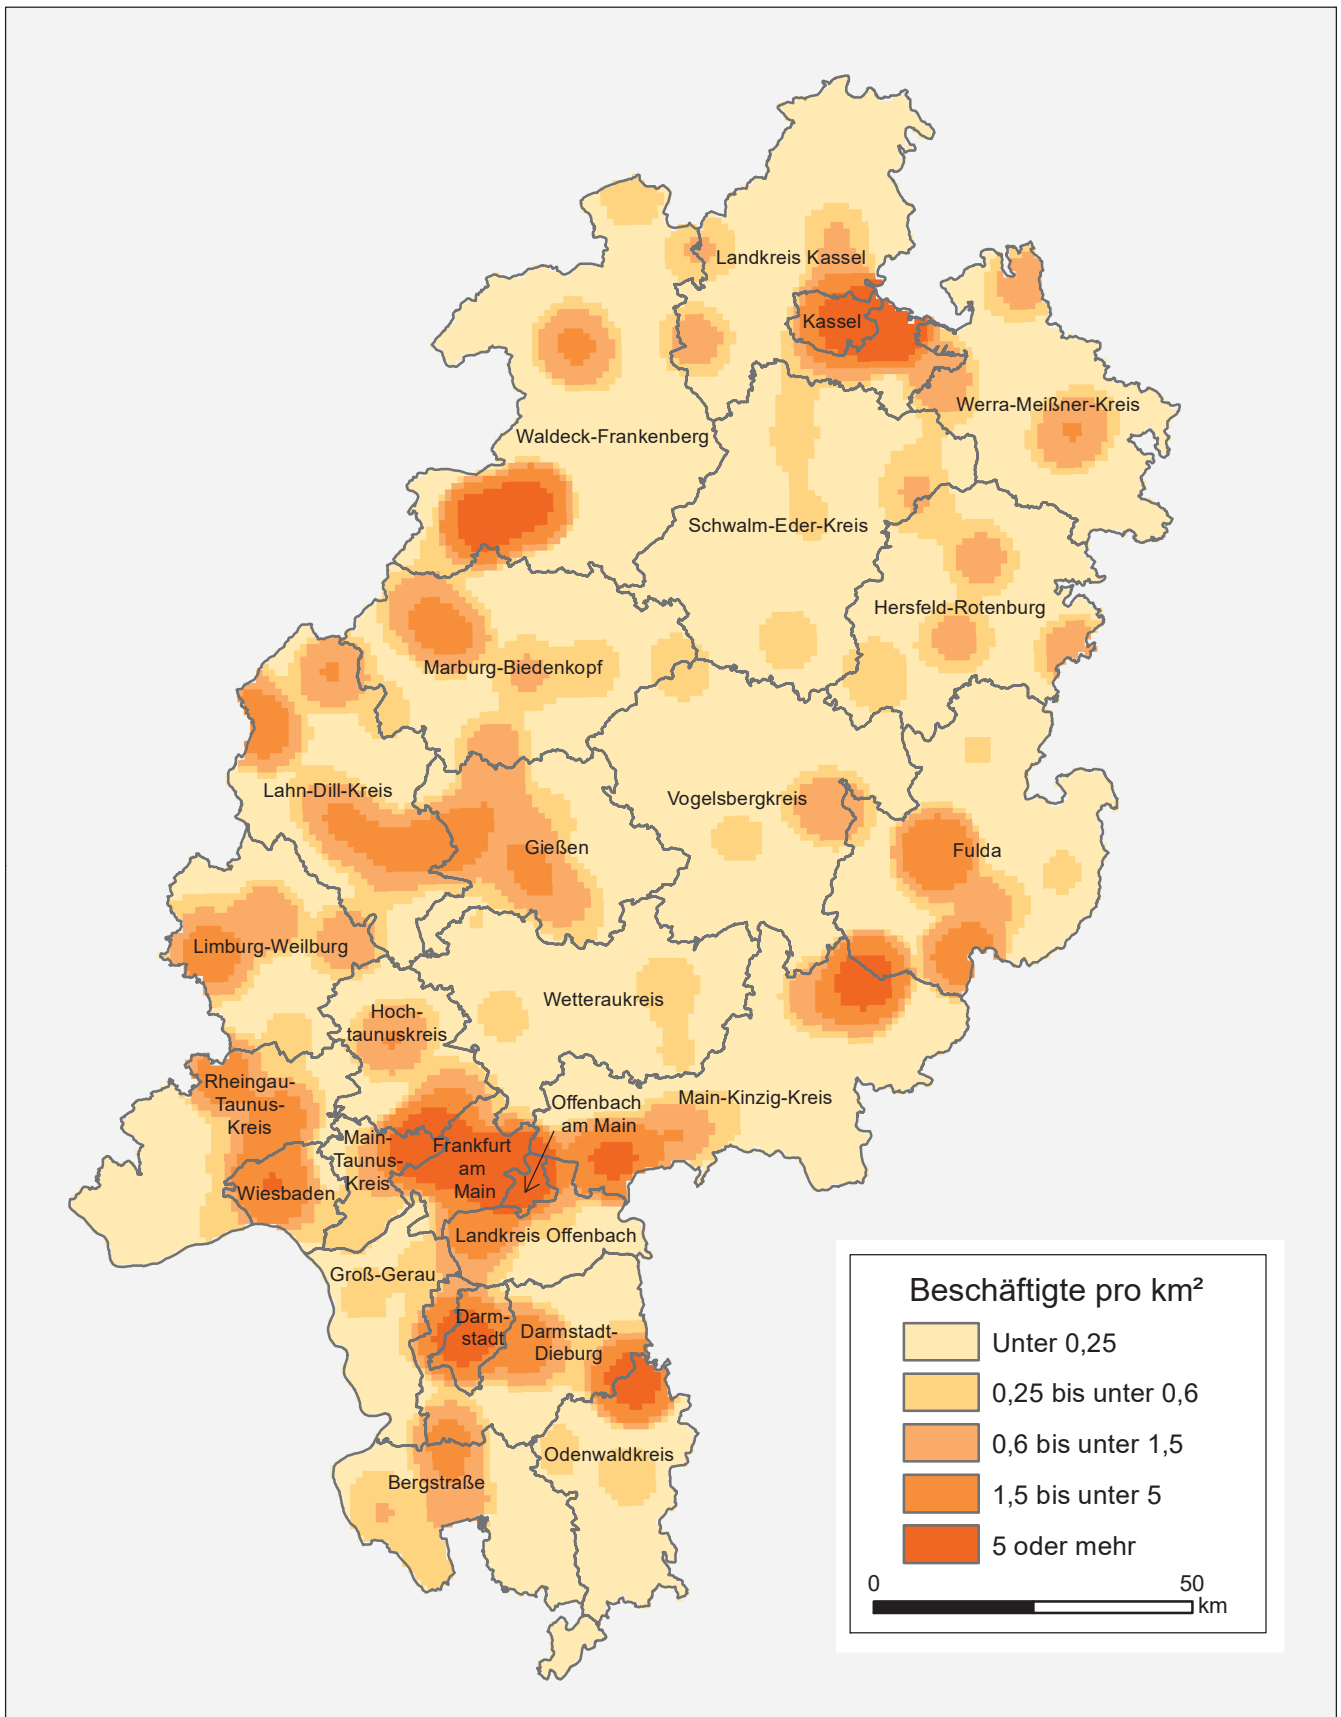 Landkreis Kassel
Kassel
Werra-Meißner-Kreis
Waldeck-Frankenberg
Schwalm-Eder-Kreis
Hersfeld-Rotenburg
Marburg-Biedenkopf
Lahn-Dill-Kreis
Vogelsbergkreis
Gießen
Fulda
Limburg-Weilburg
Wetteraukreis
Hoch-
taunuskreis
Rheingau-
Taunus-
Kreis
Offenbach
am Main
Main-Kinzig-Kreis
Main-
Taunus-
Kreis
Frankfurt
am
Main
Wiesbaden
Landkreis Offenbach
Groß-Gerau
Darm-
stadt
Darmstadt-
Dieburg
Odenwaldkreis
Bergstraße
Beschäftigte pro km²
Unter 0,25
0,25 bis unter 0,6
0,6 bis unter 1,5
1,5 bis unter 5
5 oder mehr
0 50
km